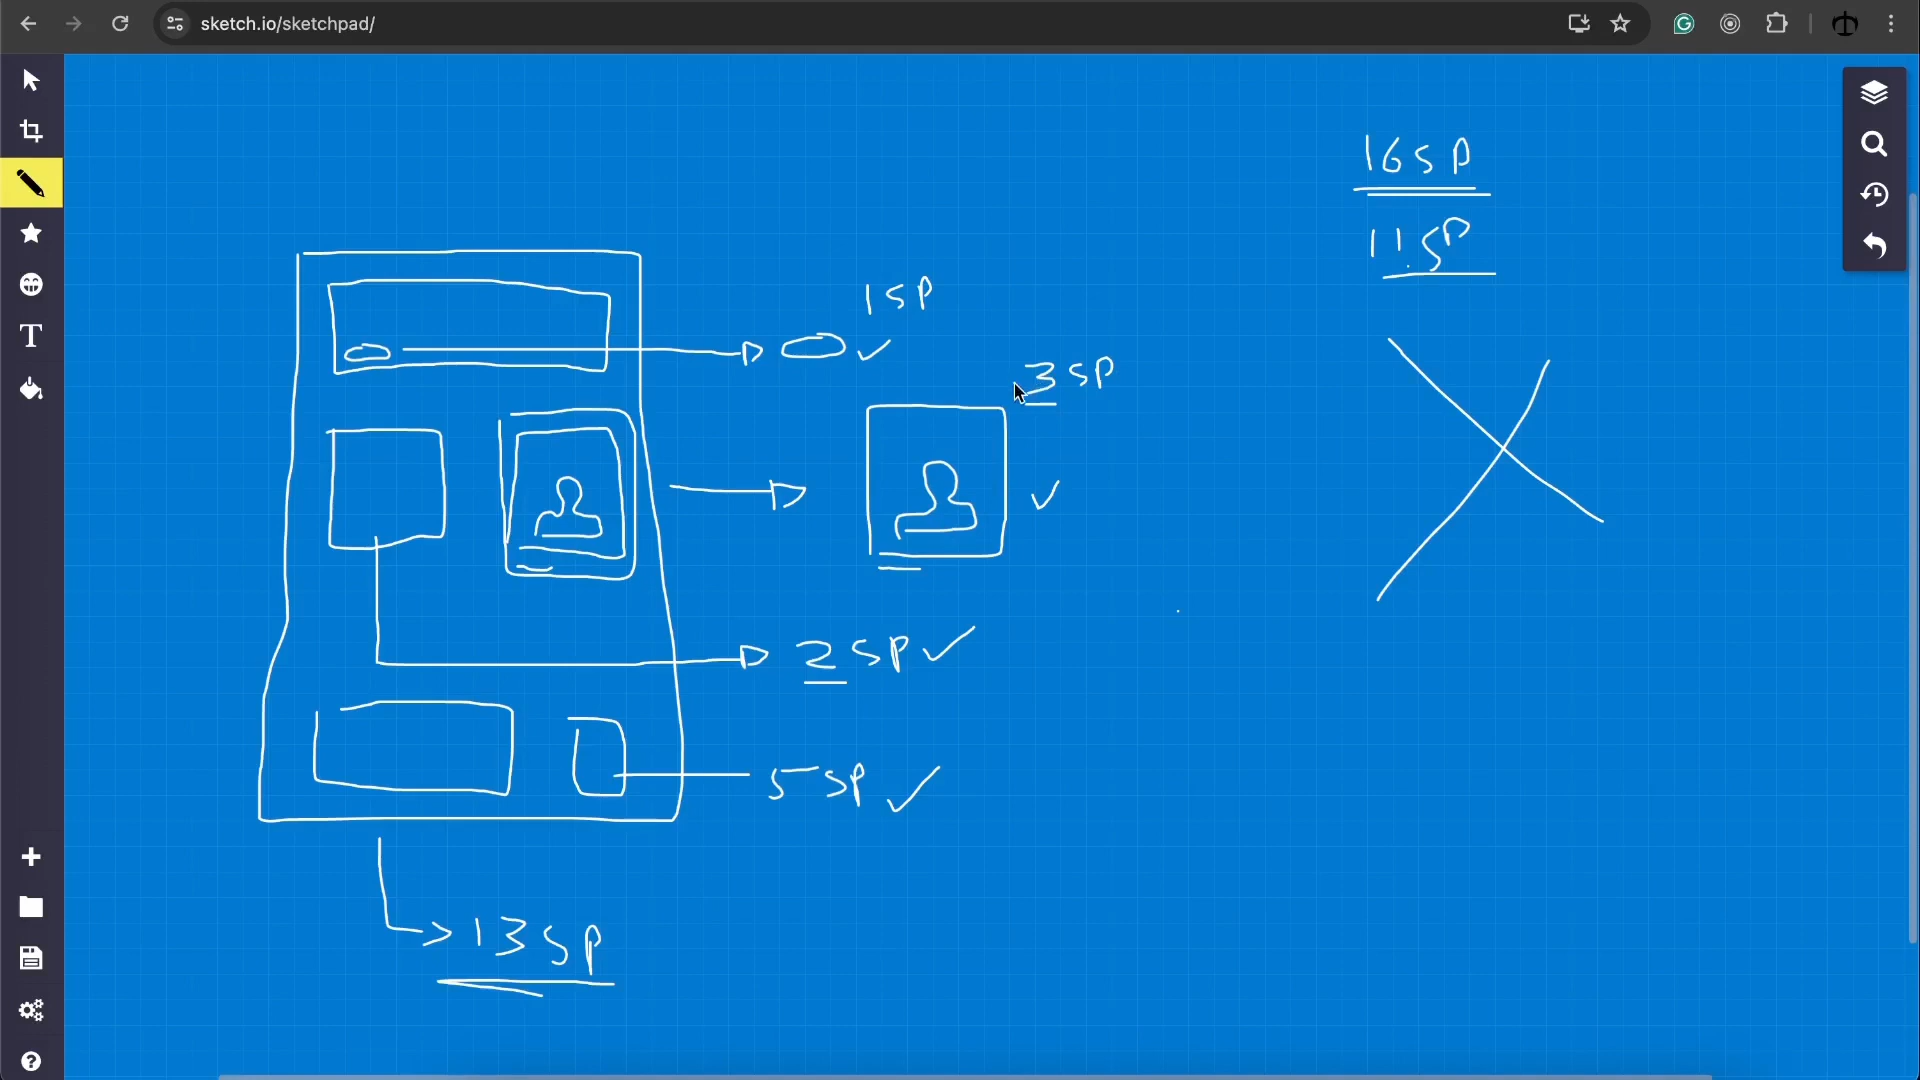 sketch.io/sketchpad/
16 SP
11 SP
1 SP
3 SP
2 SP
5 SP
13 SP
T